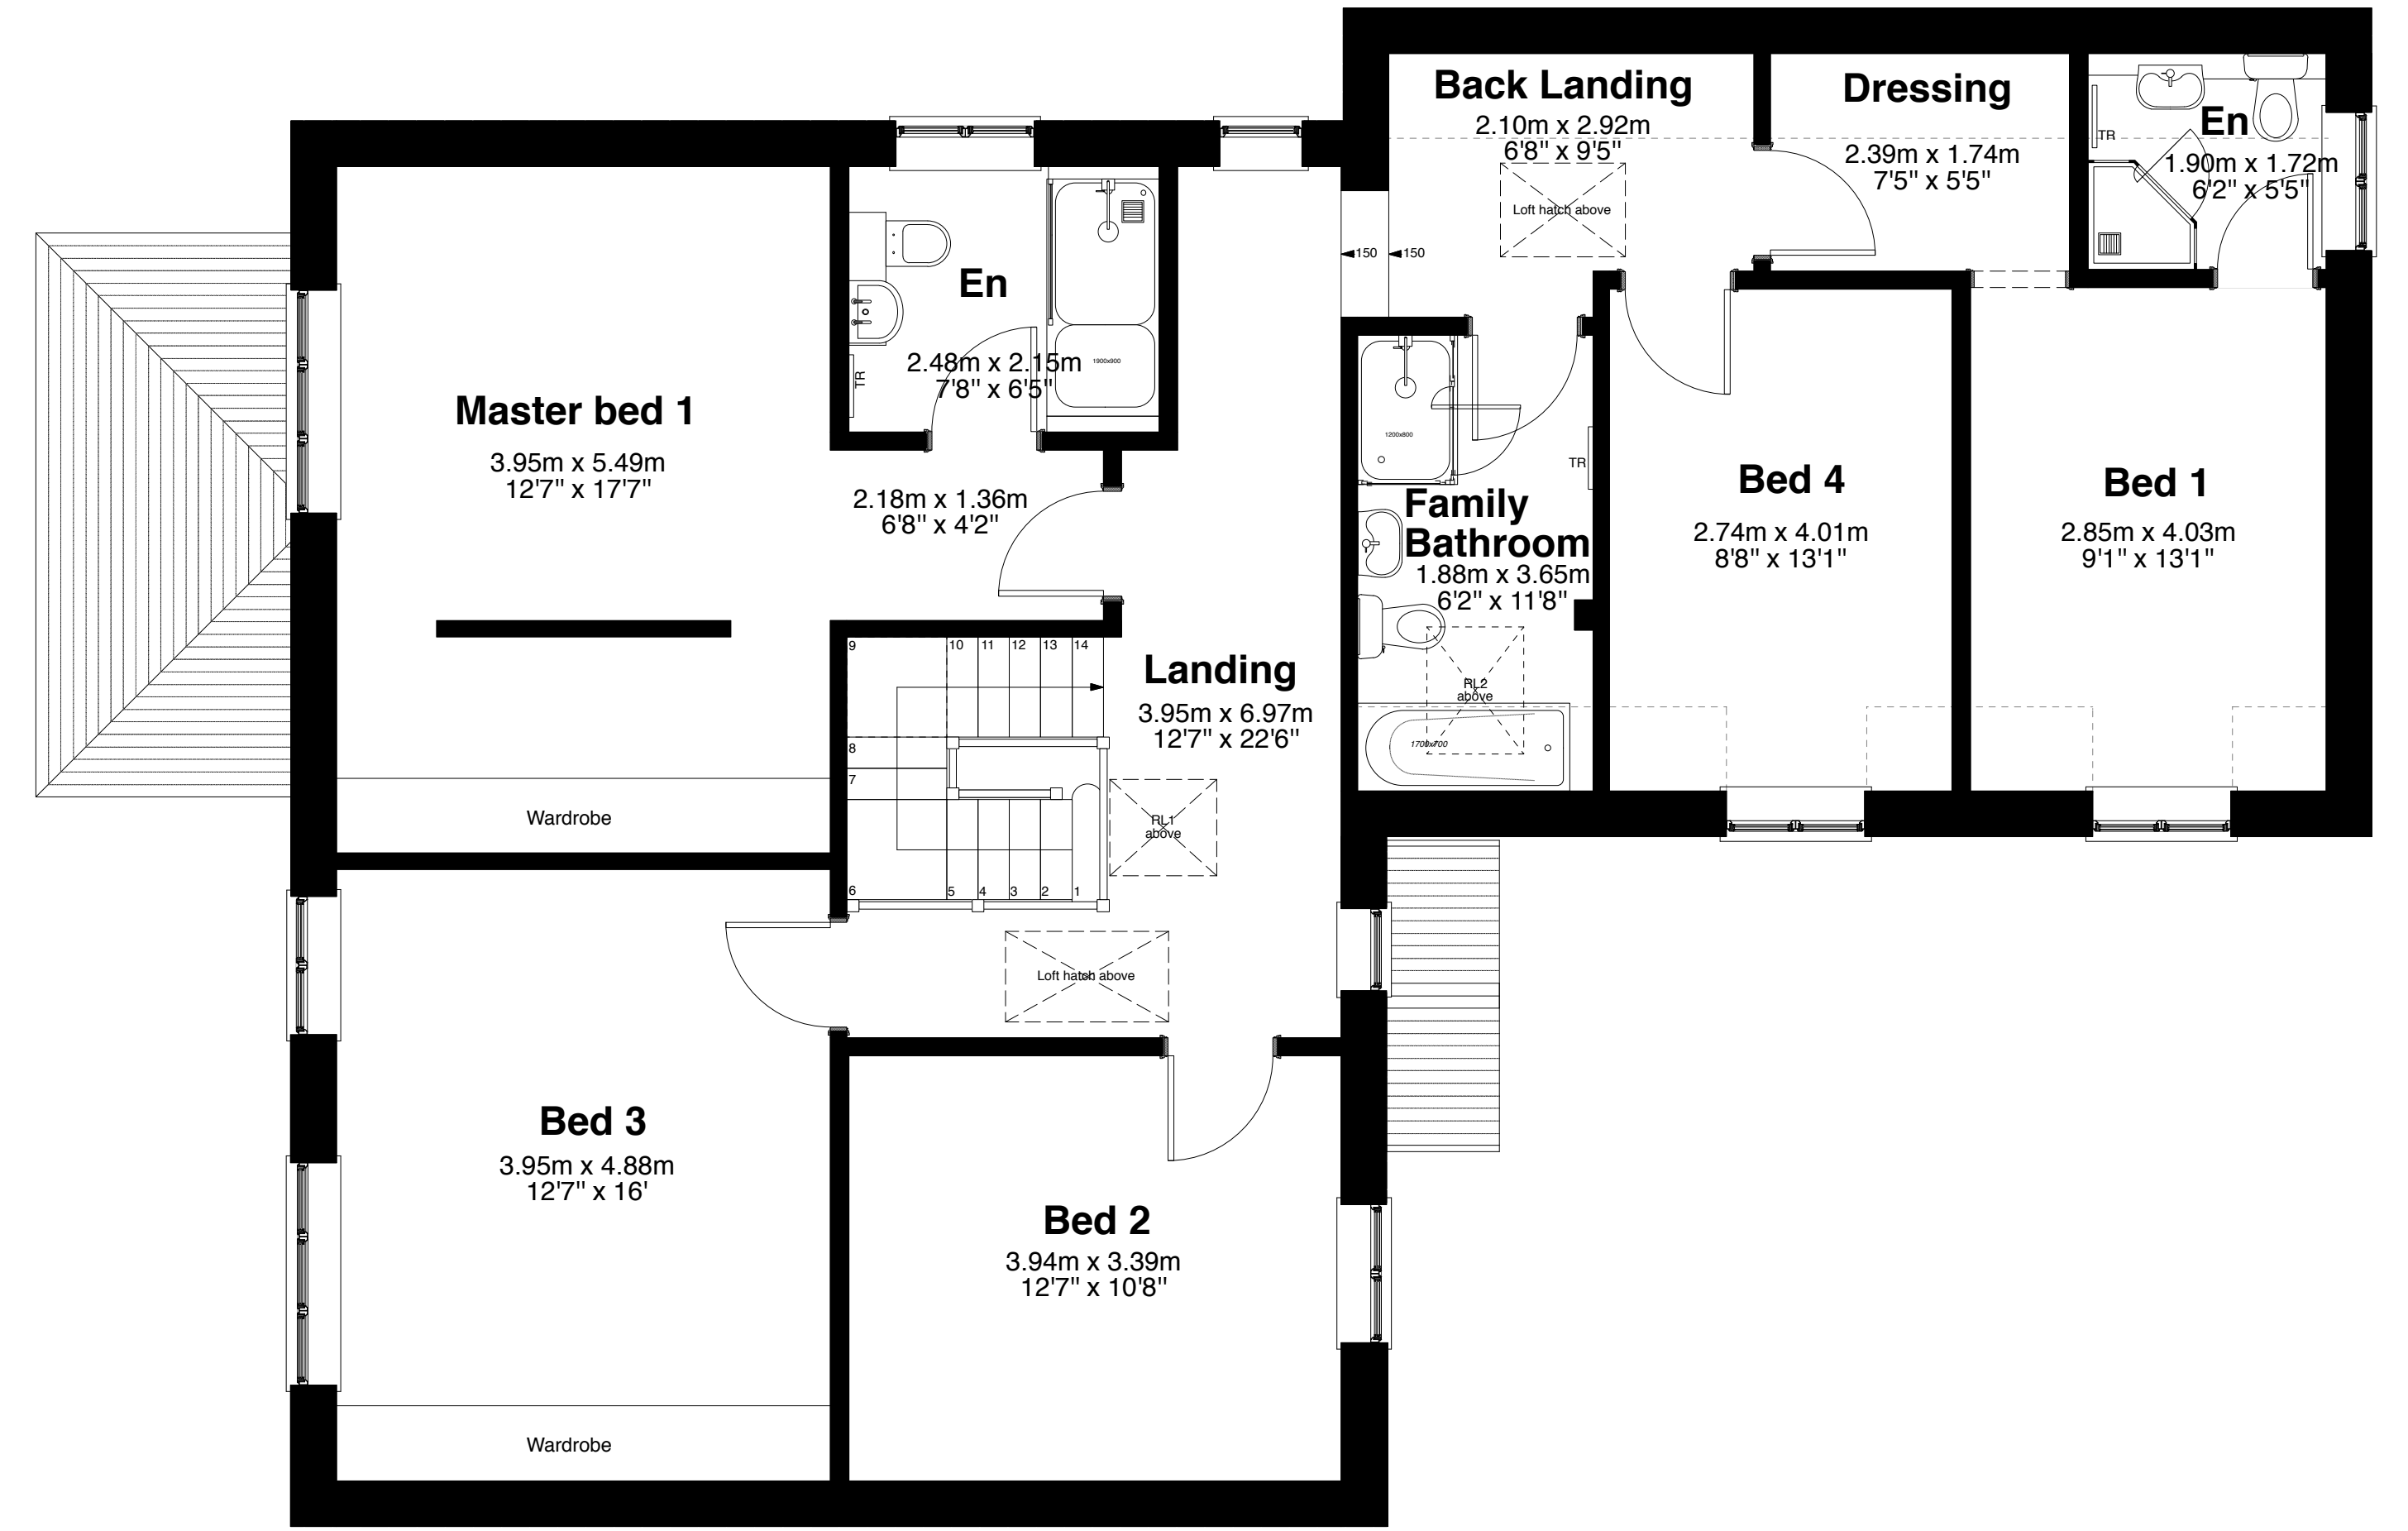 Back Landing
2.10m x 2.92m
6'8" x 9'5"
Loft hatch above
Dressing
2.39m x 1.74m
7'5" x 5'5"
En
TR
1.90m x 1.72m
6'2" x 5'5"
150
150
En
2.48m x 2.15m
7'8" x 6'5"
TR
1900x900
Master bed 1
3.95m x 5.49m
12'7" x 17'7"
2.18m x 1.36m
6'8" x 4'2"
1200x800
TR
Family
Bathroom
1.88m x 3.65m
6'2" x 11'8"
RL2
above
1700x700
Bed 4
2.74m x 4.01m
8'8" x 13'1"
Bed 1
2.85m x 4.03m
9'1" x 13'1"
9
10
11
12
13
14
8
7
6
5
4
3
2
1
Landing
3.95m x 6.97m
12'7" x 22'6"
RL1
above
Wardrobe
Loft hatch above
Bed 3
3.95m x 4.88m
12'7" x 16'
Bed 2
3.94m x 3.39m
12'7" x 10'8"
Wardrobe